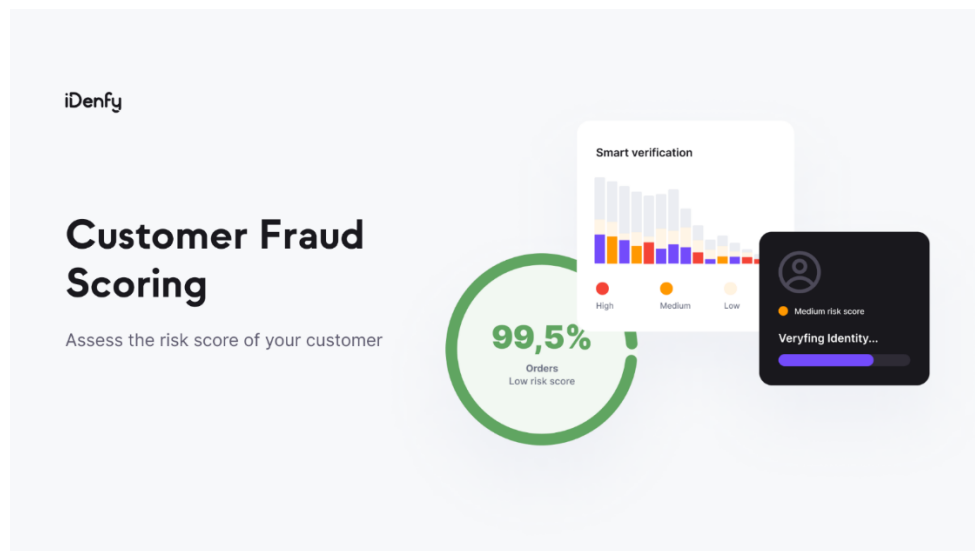 iDenfy
Customer Fraud
Scoring
Assess the risk score of your customer
99,5%
Orders
Low risk score
Smart verification
High
Medium
Low
Medium risk score
Veryfing Identity...